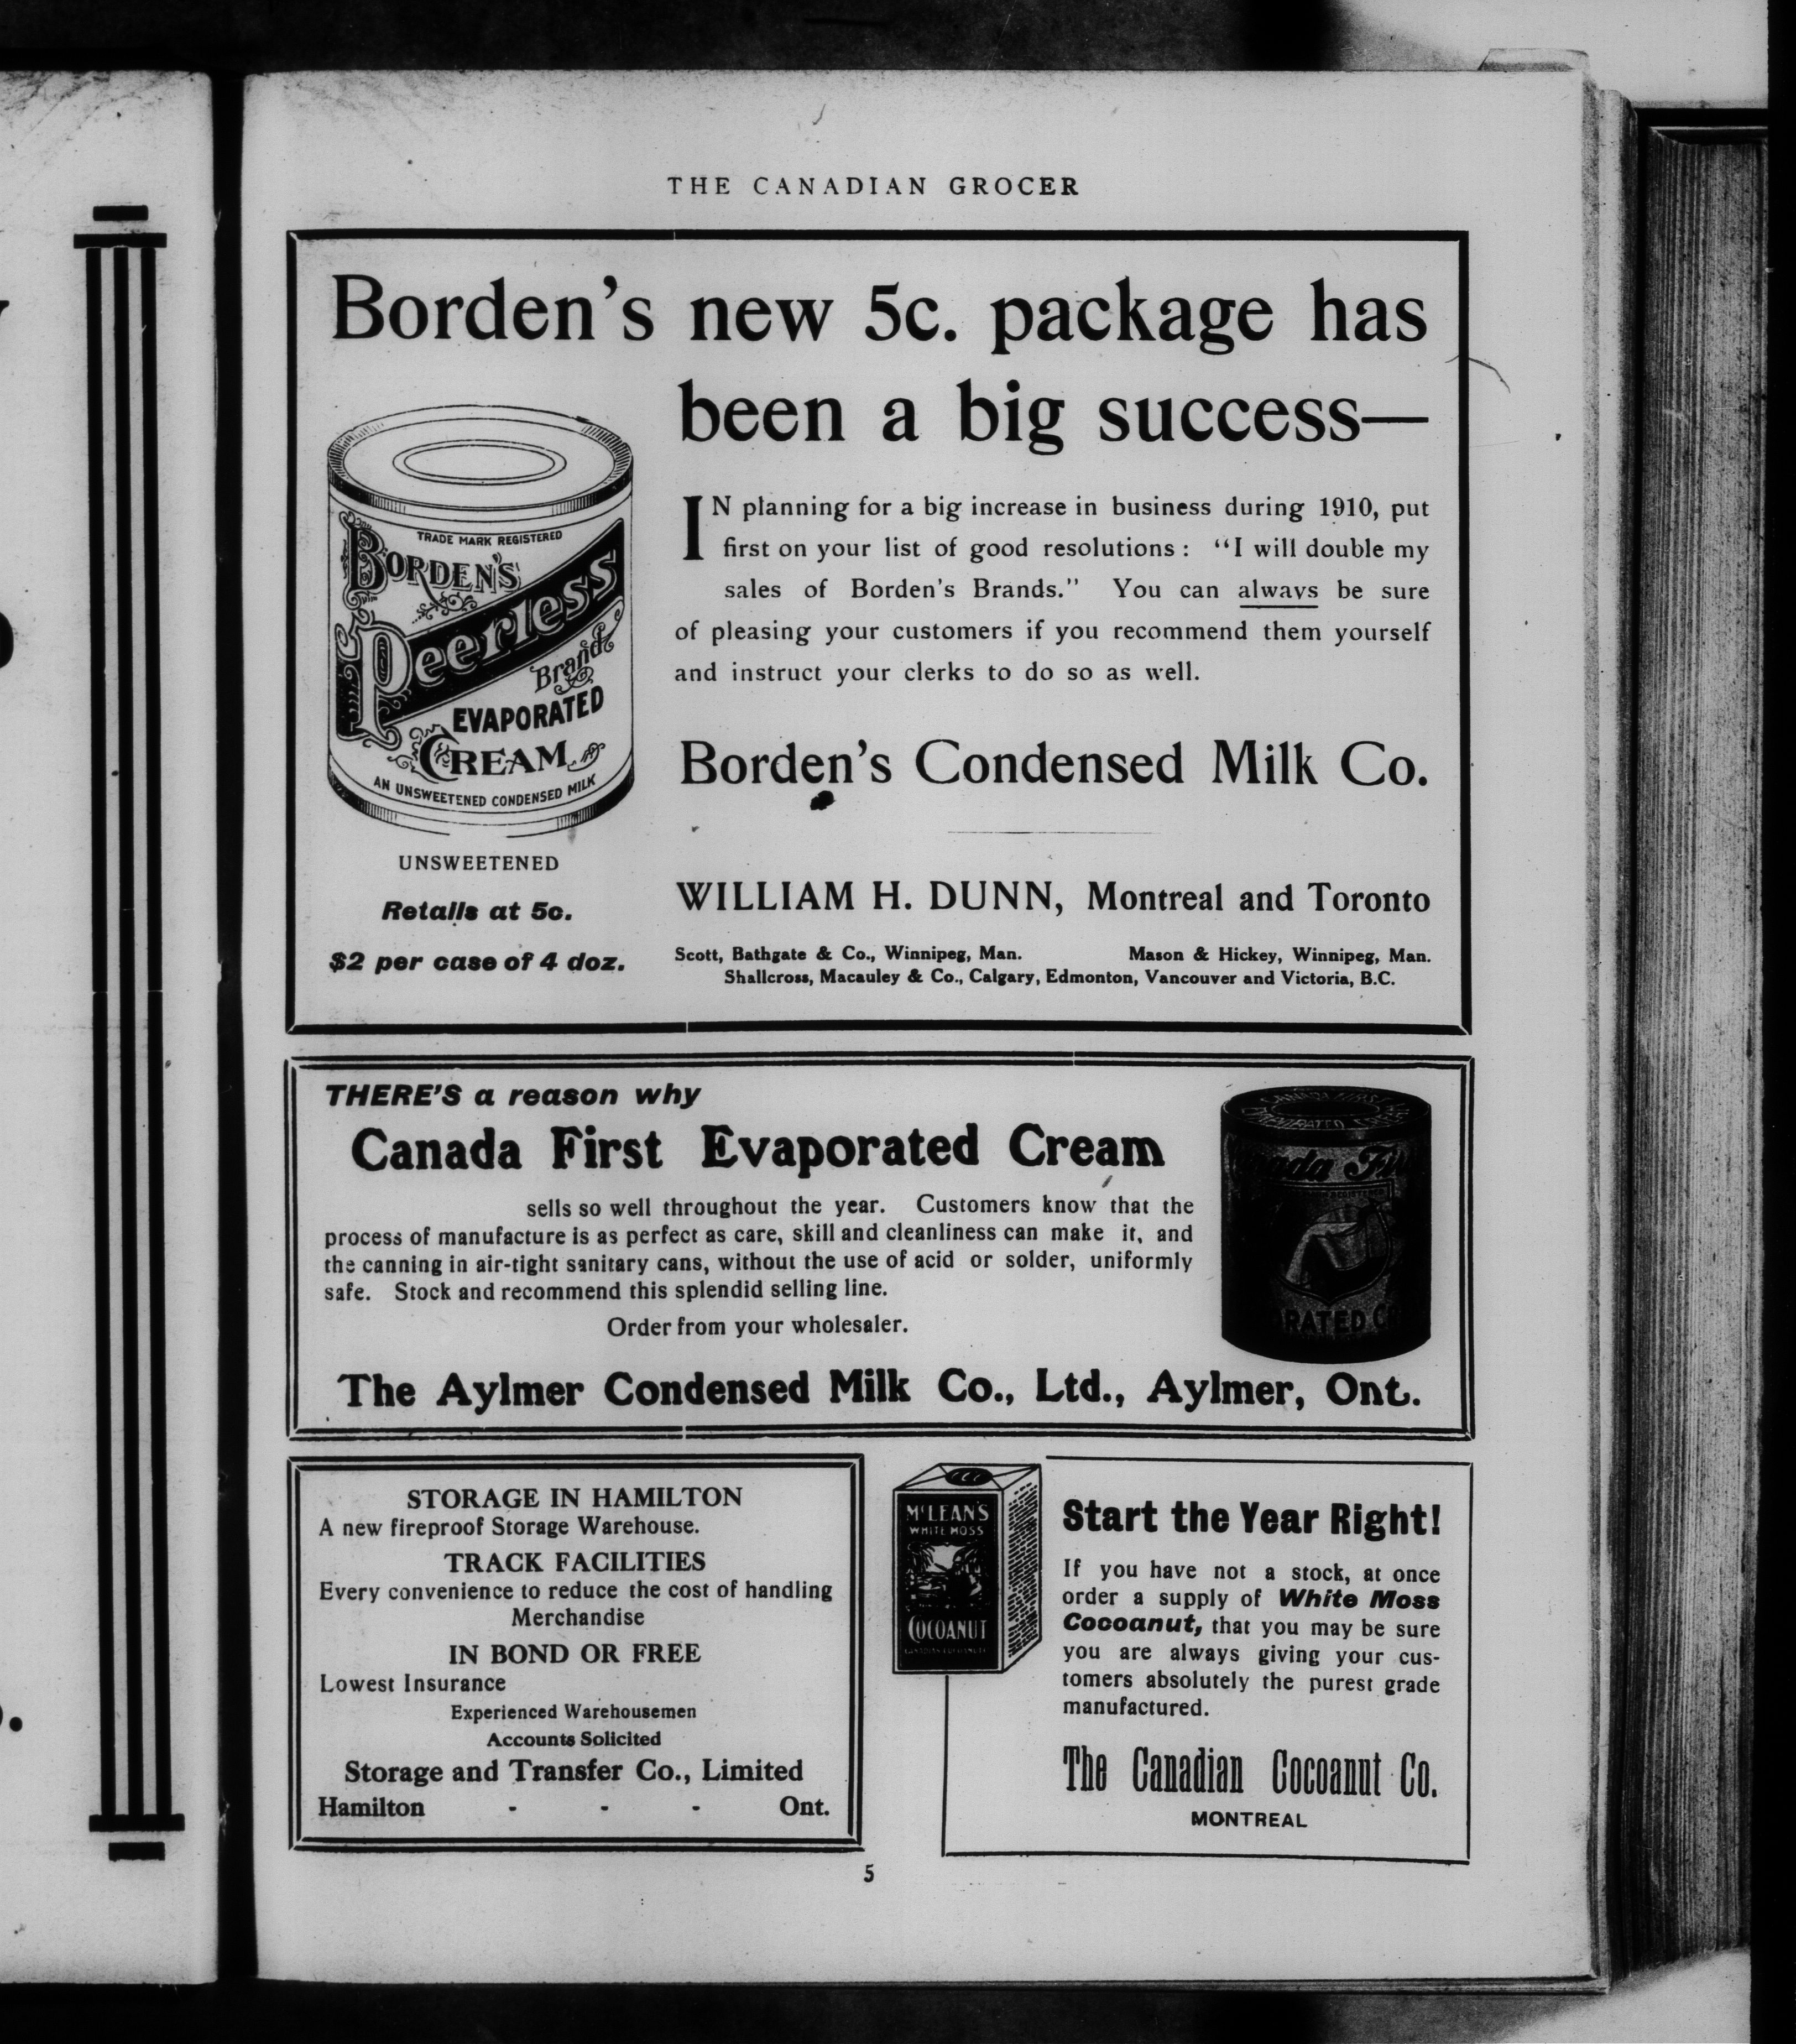 THE CANADIAN GROCER
Borden's new 5c. package has
been a big success—
TRADE MARK REGISTERED
BORDEN'S
Peerless
Brand
EVAPORATED
CREAM
AN UNSWEETENED CONDENSED MILK
UNSWEETENED
Retails at 5c.
$2 per case of 4 doz.
IN planning for a big increase in business during 1910, put
first on your list of good resolutions: "I will double my
sales of Borden's Brands." You can always be sure
of pleasing your customers if you recommend them yourself
and instruct your clerks to do so as well.
Borden's Condensed Milk Co.
WILLIAM H. DUNN, Montreal and Toronto
Scott, Bathgate & Co., Winnipeg, Man. Mason & Hickey, Winnipeg, Man.
Shallcross, Macauley & Co., Calgary, Edmonton, Vancouver and Victoria, B.C.
THERE'S a reason why
Canada First Evaporated Cream
sells so well throughout the year. Customers know that the
process of manufacture is as perfect as care, skill and cleanliness can make it, and
the canning in air-tight sanitary cans, without the use of acid or solder, uniformly
safe. Stock and recommend this splendid selling line.
Order from your wholesaler.
The Aylmer Condensed Milk Co., Ltd., Aylmer, Ont.
STORAGE IN HAMILTON
A new fireproof Storage Warehouse.
TRACK FACILITIES
Every convenience to reduce the cost of handling
Merchandise
IN BOND OR FREE
Lowest Insurance
Experienced Warehousemen
Accounts Solicited
Storage and Transfer Co., Limited
Hamilton - - - Ont.
McLEAN'S
WHITE MOSS
COCOANUT
Start the Year Right!
If you have not a stock, at once
order a supply of White Moss
Cocoanut, that you may be sure
you are always giving your cus-
tomers absolutely the purest grade
manufactured.
The Canadian Cocoanut Co.
MONTREAL
5